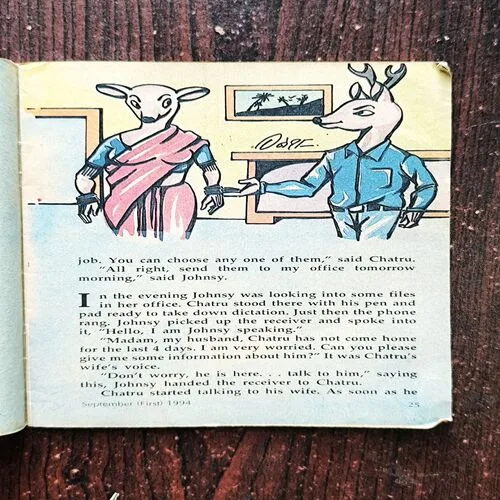 job. You can choose any one of them," said Chatru.
"All right, send them to my office tomorrow
morning," said Johnsy.
In the evening Johnsy was looking into some files
in her office. Chatru stood there with his pen and
pad ready to take down dictation. Just then the phone
rang. Johnsy picked up the receiver and spoke into
it, "Hello, I am Johnsy speaking."
"Madam, my husband, Chatru has not come home
for the last 4 days. I am very worried. Can you please
give me some information about him?" It was Chatru's
wife's voice.
"Don't worry, he is here. . . talk to him," saying
this, Johnsy handed the receiver to Chatru.
Chatru started talking to his wife. As soon as he
September (First) 1994
25